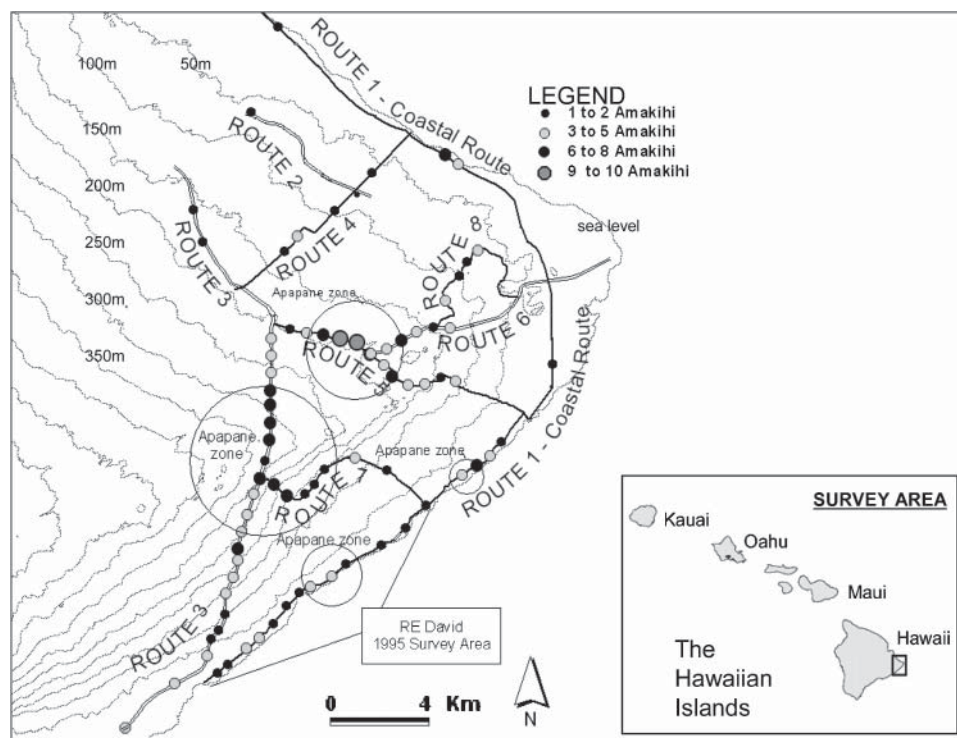 ROUTE 1 - Coastal Route
100m
50m
150m
200m
250m
300m
350m
LEGEND
1 to 2 Amakihi
3 to 5 Amakihi
6 to 8 Amakihi
9 to 10 Amakihi
ROUTE 2
ROUTE 4
ROUTE 3
ROUTE 8
sea level
Apapane zone
ROUTE 6
ROUTE 5
ROUTE 1 - Coastal Route
Apapane
zone
Apapane zone
ROUTE 7
Apapane zone
ROUTE 3
RE David
1995 Survey Area
0
4 Km
N
SURVEY AREA
Kauai
Oahu
Maui
Hawaii
The
Hawaiian
Islands